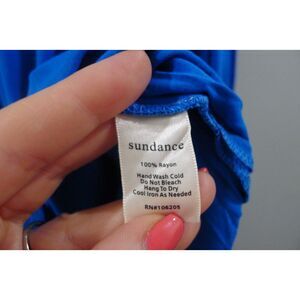 sundance
100% Rayon
Hand Wash Cold
Do Not Bleach
Hang To Dry
Cool Iron As Needed
RN#106205